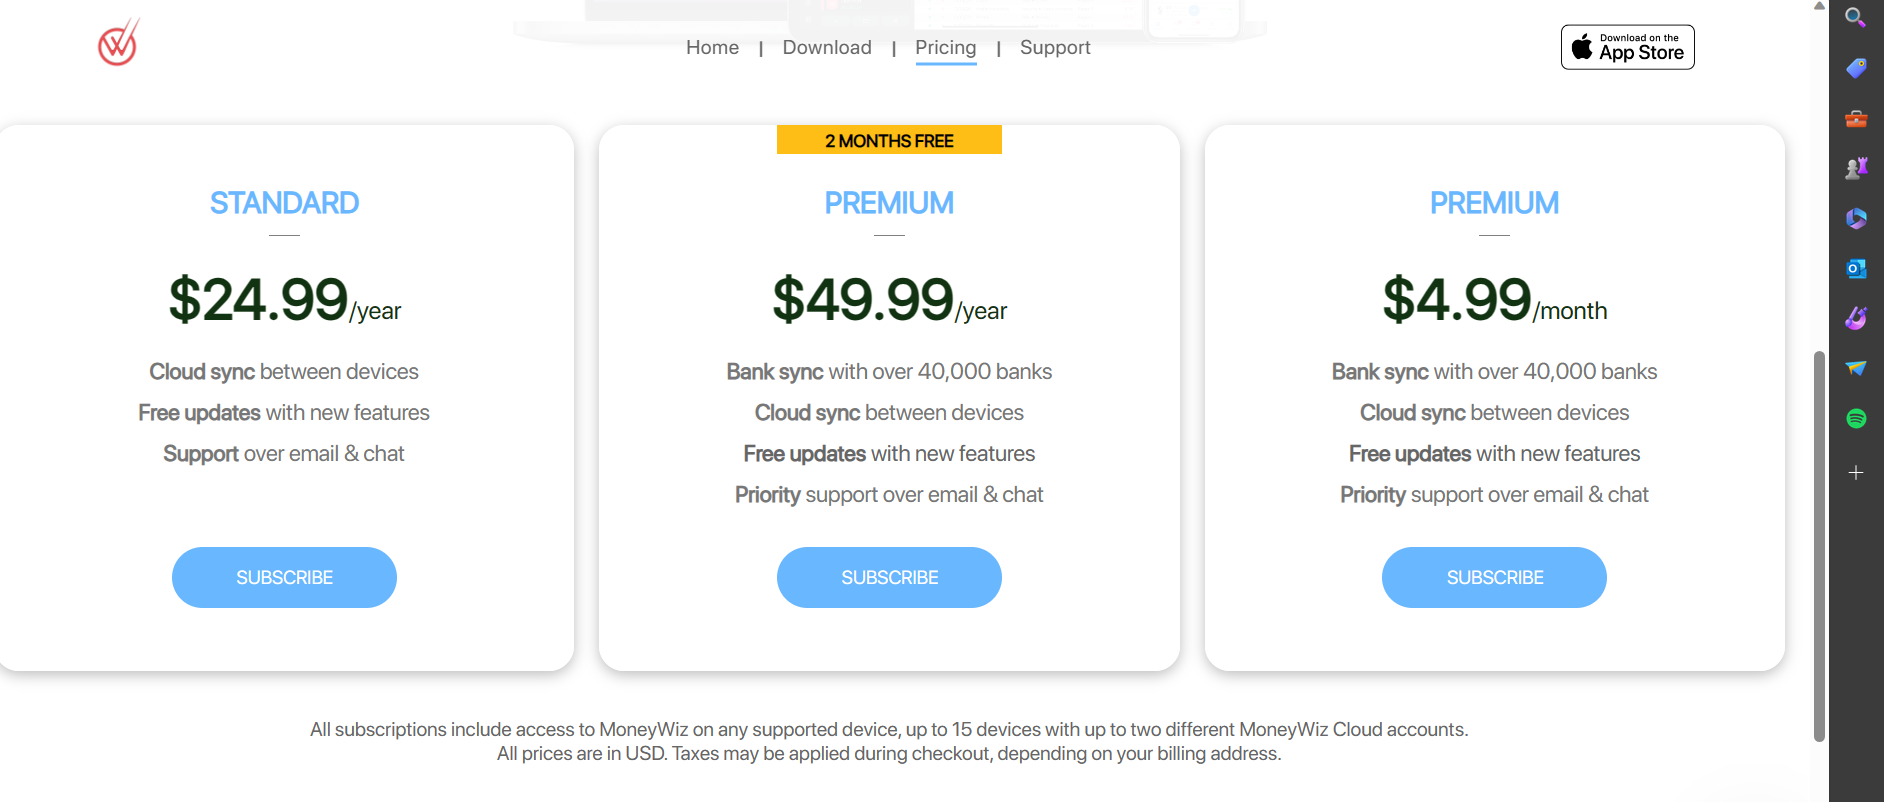 Home | Download | Pricing | Support
Download on the
App Store
STANDARD
$24.99/year
Cloud sync between devices
Free updates with new features
Support over email & chat
SUBSCRIBE
2 MONTHS FREE
PREMIUM
$49.99/year
Bank sync with over 40,000 banks
Cloud sync between devices
Free updates with new features
Priority support over email & chat
SUBSCRIBE
PREMIUM
$4.99/month
Bank sync with over 40,000 banks
Cloud sync between devices
Free updates with new features
Priority support over email & chat
SUBSCRIBE
All subscriptions include access to MoneyWiz on any supported device, up to 15 devices with up to two different MoneyWiz Cloud accounts.
All prices are in USD. Taxes may be applied during checkout, depending on your billing address.